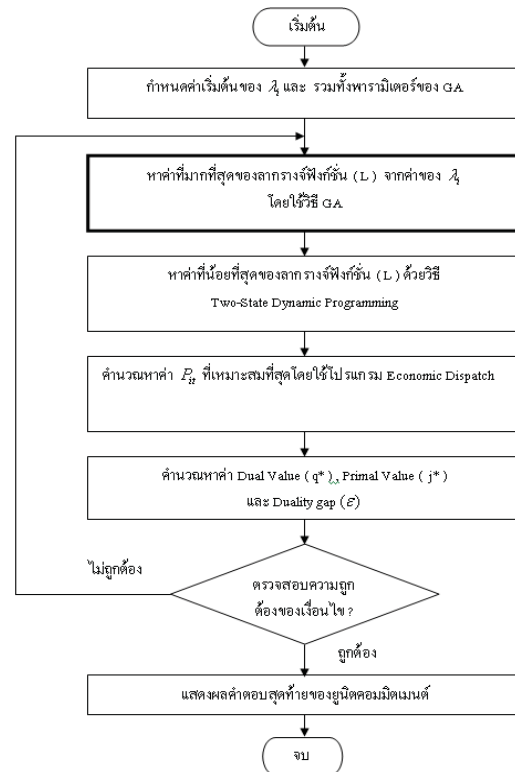 เริ่มต้น
กำหนดค่าเริ่มต้นของ λₜ และ รวมทั้งพารามิเตอร์ของ GA
หาค่าที่มากที่สุดของลากรางจ์ฟังก์ชั่น (L) จากค่าของ λₜ
โดยใช้วิธี GA
หาค่าที่น้อยที่สุดของลากรางจ์ฟังก์ชั่น (L) ด้วยวิธี
Two-State Dynamic Programming
คำนวณหาค่า Pᵢₜ ที่เหมาะสมที่สุดโดยใช้โปรแกรม Economic Dispatch
คำนวณหาค่า Dual Value ( q* ), Primal Value ( j* )
และ Duality gap (ε)
ไม่ถูกต้อง
ตรวจสอบความถูก
ต้องของเงื่อนไข ?
ถูกต้อง
แสดงผลคำตอบสุดท้ายของยูนิตคอมมิตเมนต์
จบ